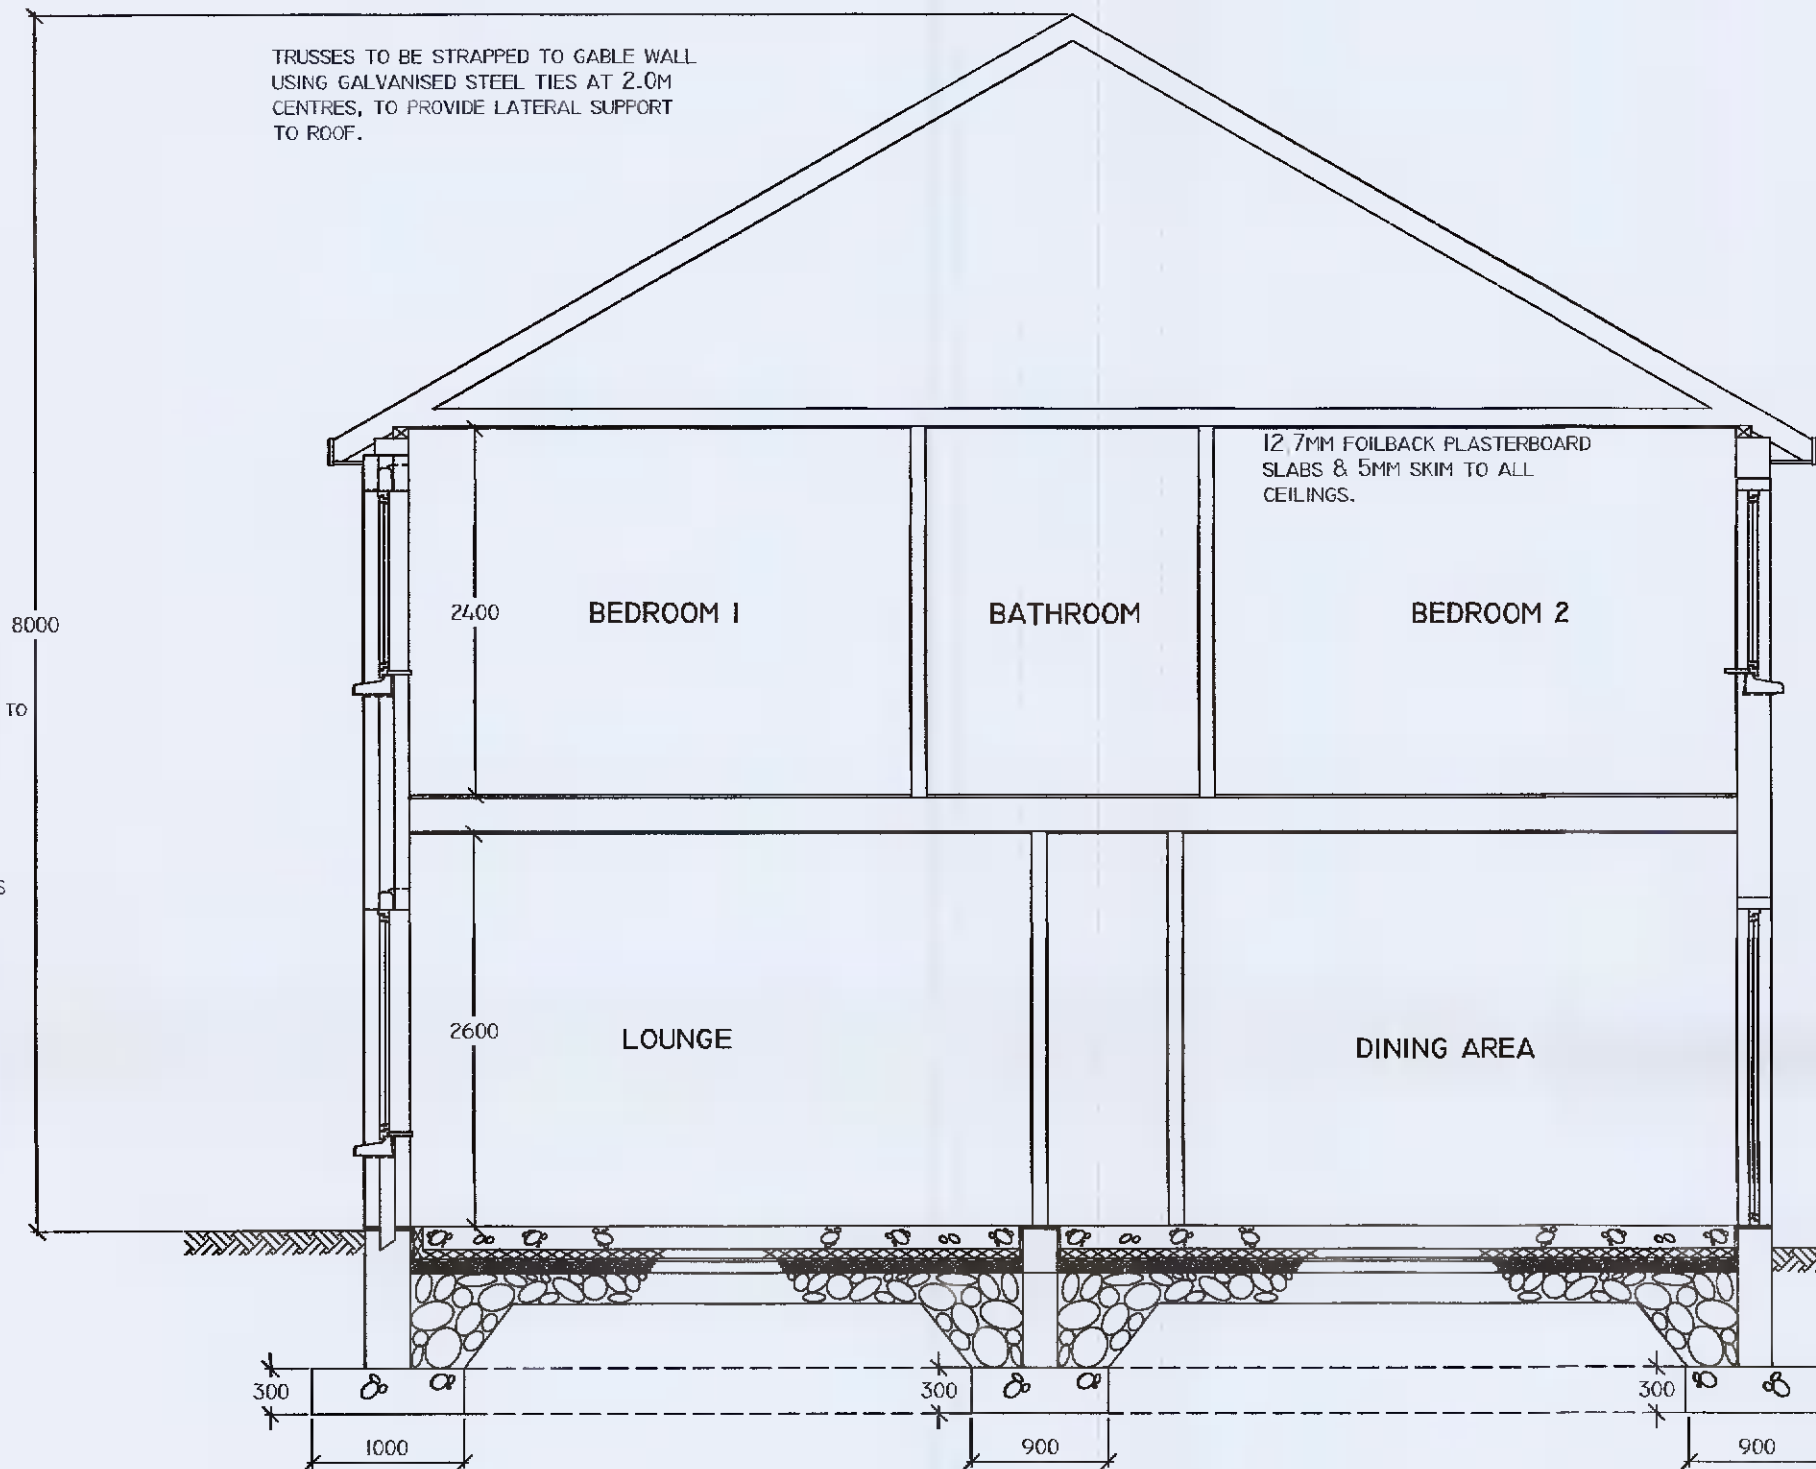 TRUSSES TO BE STRAPPED TO GABLE WALL
USING GALVANISED STEEL TIES AT 2.0M
CENTRES, TO PROVIDE LATERAL SUPPORT
TO ROOF.
12.7MM FOILBACK PLASTERBOARD
SLABS & 5MM SKIM TO ALL
CEILINGS.
8000
2400
BEDROOM 1
BATHROOM
BEDROOM 2
TO
S
2600
LOUNGE
DINING AREA
300
300
300
1000
900
900